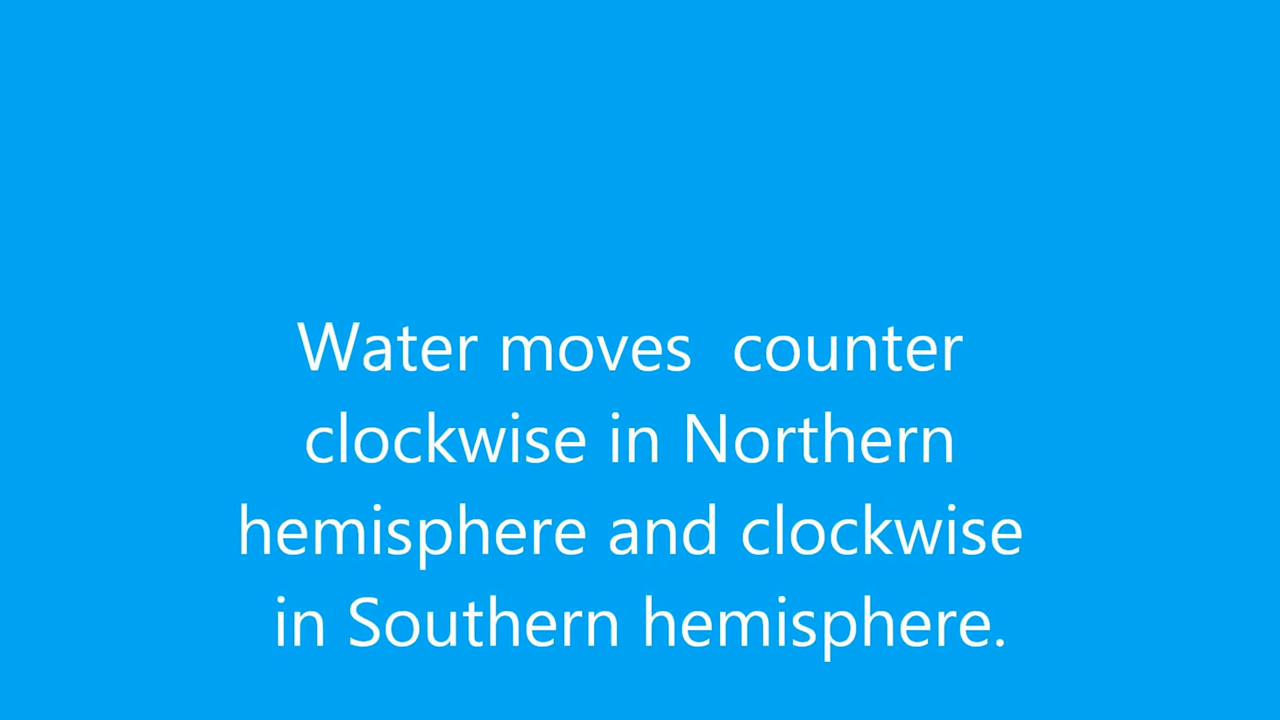 Water moves  counter
clockwise in Northern
hemisphere and clockwise
in Southern hemisphere.